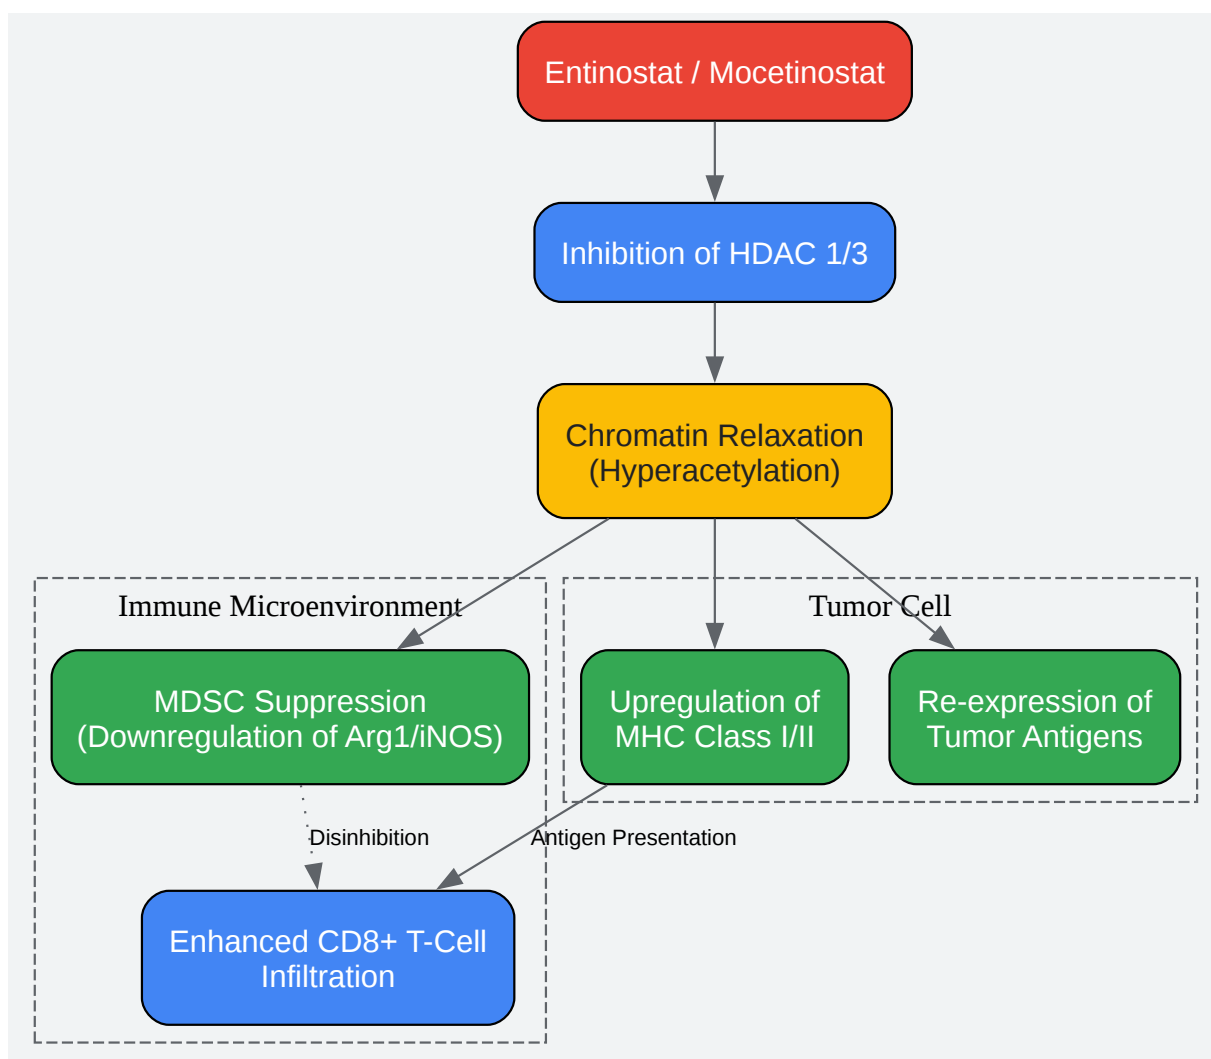 Entinostat / Mocetinostat
Inhibition of HDAC 1/3
Chromatin Relaxation
(Hyperacetylation)
Immune Microenvironment
Tumor Cell
MDSC Suppression
(Downregulation of Arg1/iNOS)
Upregulation of
MHC Class I/II
Re-expression of
Tumor Antigens
Disinhibition
Antigen Presentation
Enhanced CD8+ T-Cell
Infiltration